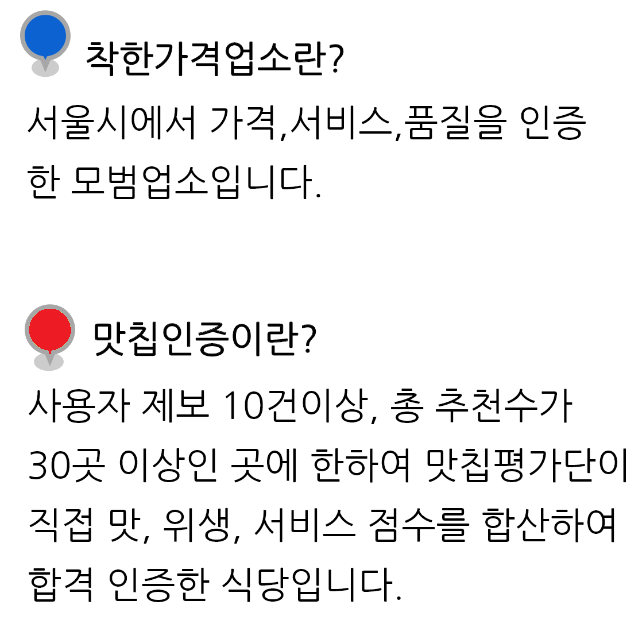 착한가격업소란?
서울시에서 가격,서비스,품질을 인증
한 모범업소입니다.
맛칩인증이란?
사용자 제보 10건이상, 총 추천수가
30곳 이상인 곳에 한하여 맛칩평가단이
직접 맛, 위생, 서비스 점수를 합산하여
합격 인증한 식당입니다.